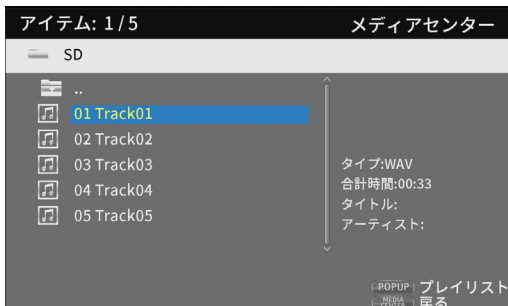 アイテム: 1/5
メディアセンター
SD
..
01 Track01
02 Track02
03 Track03
04 Track04
05 Track05
タイプ:WAV
合計時間:00:33
タイトル:
アーティスト:
POPUP プレイリスト
MEDIA CENTER 戻る